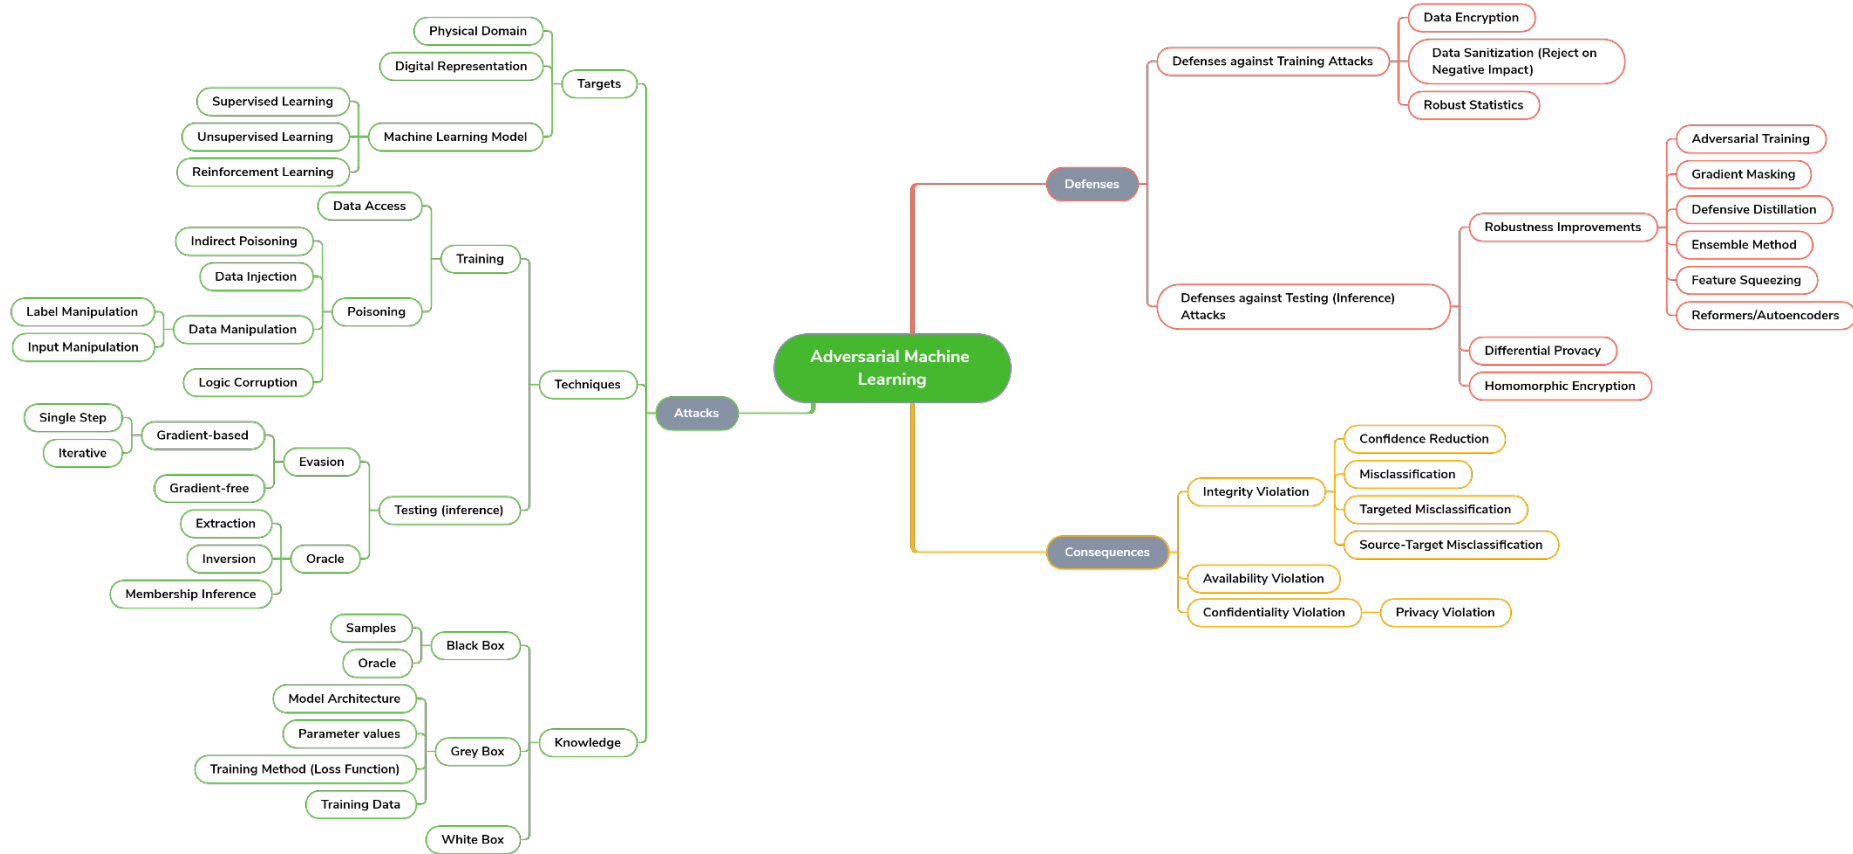 Physical Domain
Digital Representation
Targets
Supervised Learning
Unsupervised Learning
Machine Learning Model
Reinforcement Learning
Data Access
Indirect Poisoning
Training
Data Injection
Label Manipulation
Poisoning
Data Manipulation
Input Manipulation
Logic Corruption
Techniques
Attacks
Single Step
Gradient-based
Iterative
Evasion
Gradient-free
Testing (inference)
Extraction
Inversion
Oracle
Membership Inference
Samples
Black Box
Oracle
Model Architecture
Parameter values
Knowledge
Grey Box
Training Method (Loss Function)
Training Data
White Box
Adversarial Machine
Learning
Data Encryption
Defenses against Training Attacks
Data Sanitization (Reject on
Negative Impact)
Robust Statistics
Defenses
Adversarial Training
Gradient Masking
Defensive Distillation
Robustness Improvements
Ensemble Method
Feature Squeezing
Reformers/Autoencoders
Defenses against Testing (Inference)
Attacks
Differential Provacy
Homomorphic Encryption
Confidence Reduction
Misclassification
Integrity Violation
Targeted Misclassification
Source-Target Misclassification
Consequences
Availability Violation
Confidentiality Violation
Privacy Violation